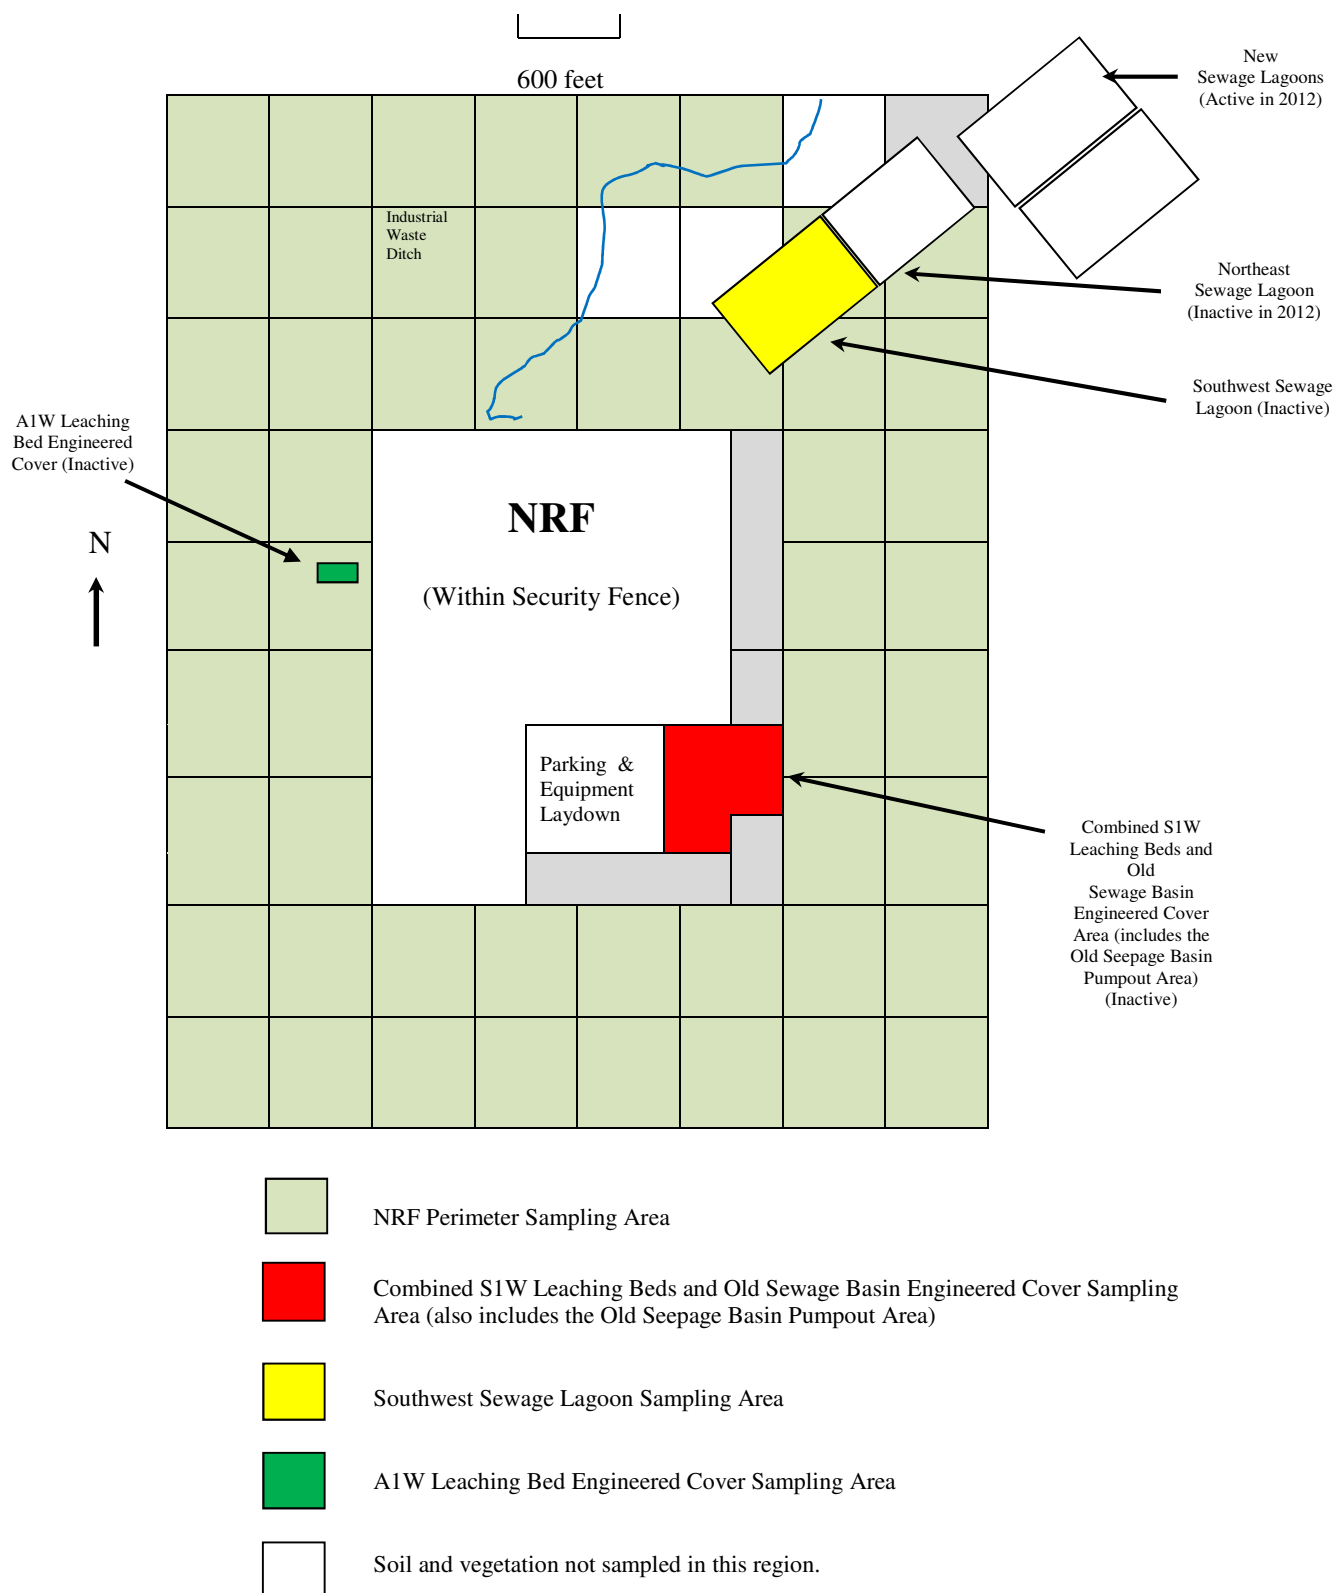 600 feet
New
Sewage Lagoons
(Active in 2012)
Industrial
Waste
Ditch
Northeast
Sewage Lagoon
(Inactive in 2012)
Southwest Sewage
Lagoon (Inactive)
A1W Leaching
Bed Engineered
Cover (Inactive)
NRF
N
(Within Security Fence)
Parking &
Equipment
Laydown
Combined S1W
Leaching Beds and
Old
Sewage Basin
Engineered Cover
Area (includes the
Old Seepage Basin
Pumpout Area)
(Inactive)
NRF Perimeter Sampling Area
Combined S1W Leaching Beds and Old Sewage Basin Engineered Cover Sampling
Area (also includes the Old Seepage Basin Pumpout Area)
Southwest Sewage Lagoon Sampling Area
A1W Leaching Bed Engineered Cover Sampling Area
Soil and vegetation not sampled in this region.